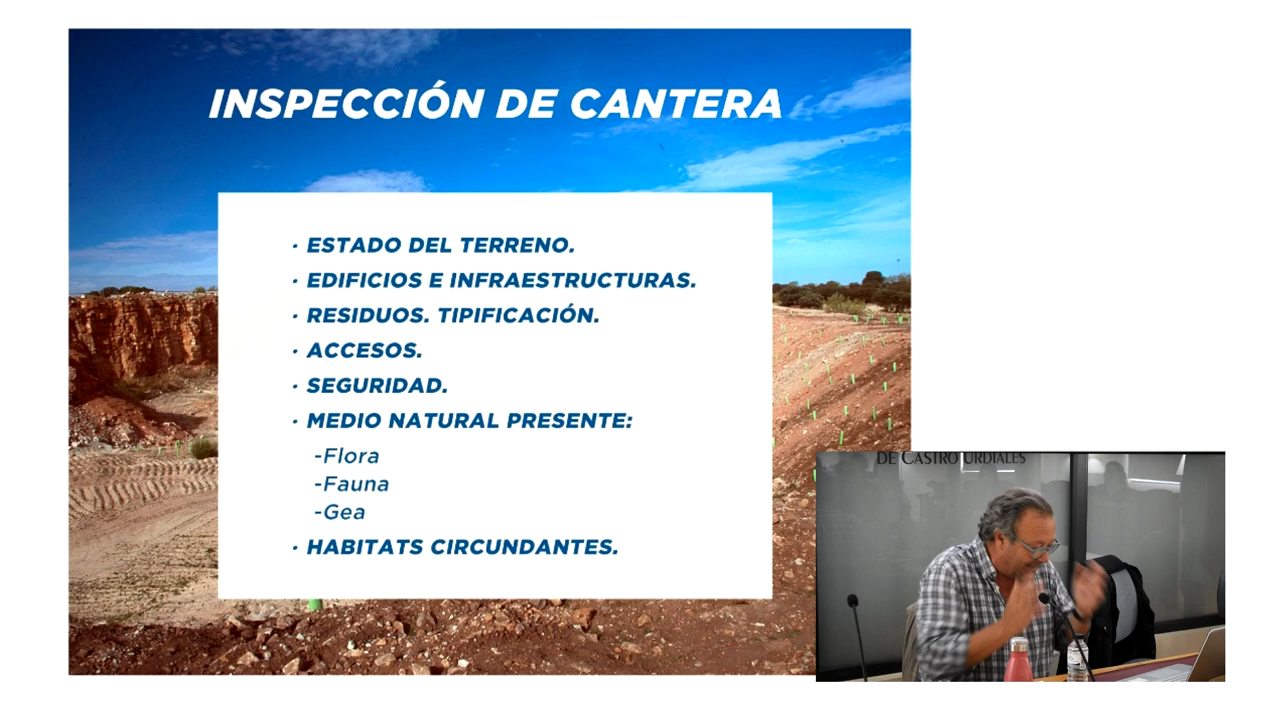 INSPECCIÓN DE CANTERA
· ESTADO DEL TERRENO.
· EDIFICIOS E INFRAESTRUCTURAS.
· RESIDUOS. TIPIFICACIÓN.
· ACCESOS.
· SEGURIDAD.
· MEDIO NATURAL PRESENTE:
-Flora
-Fauna
-Gea
· HABITATS CIRCUNDANTES.
DE CASTRO URDIALES